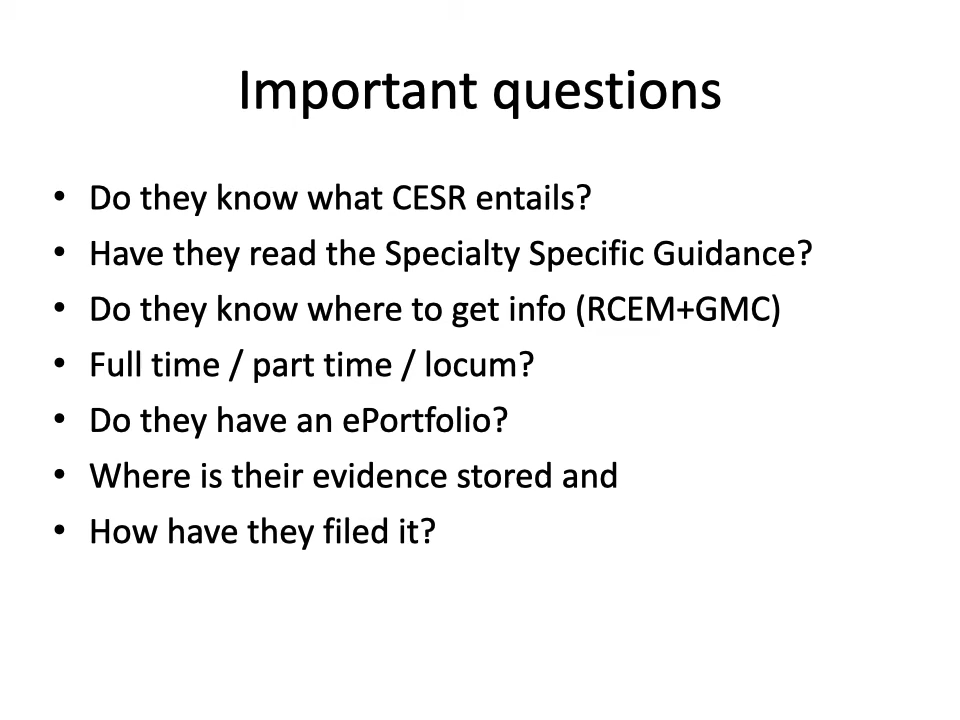 Important questions
• Do they know what CESR entails?
• Have they read the Specialty Specific Guidance?
• Do they know where to get info (RCEM+GMC)
• Full time / part time / locum?
• Do they have an ePortfolio?
• Where is their evidence stored and
• How have they filed it?